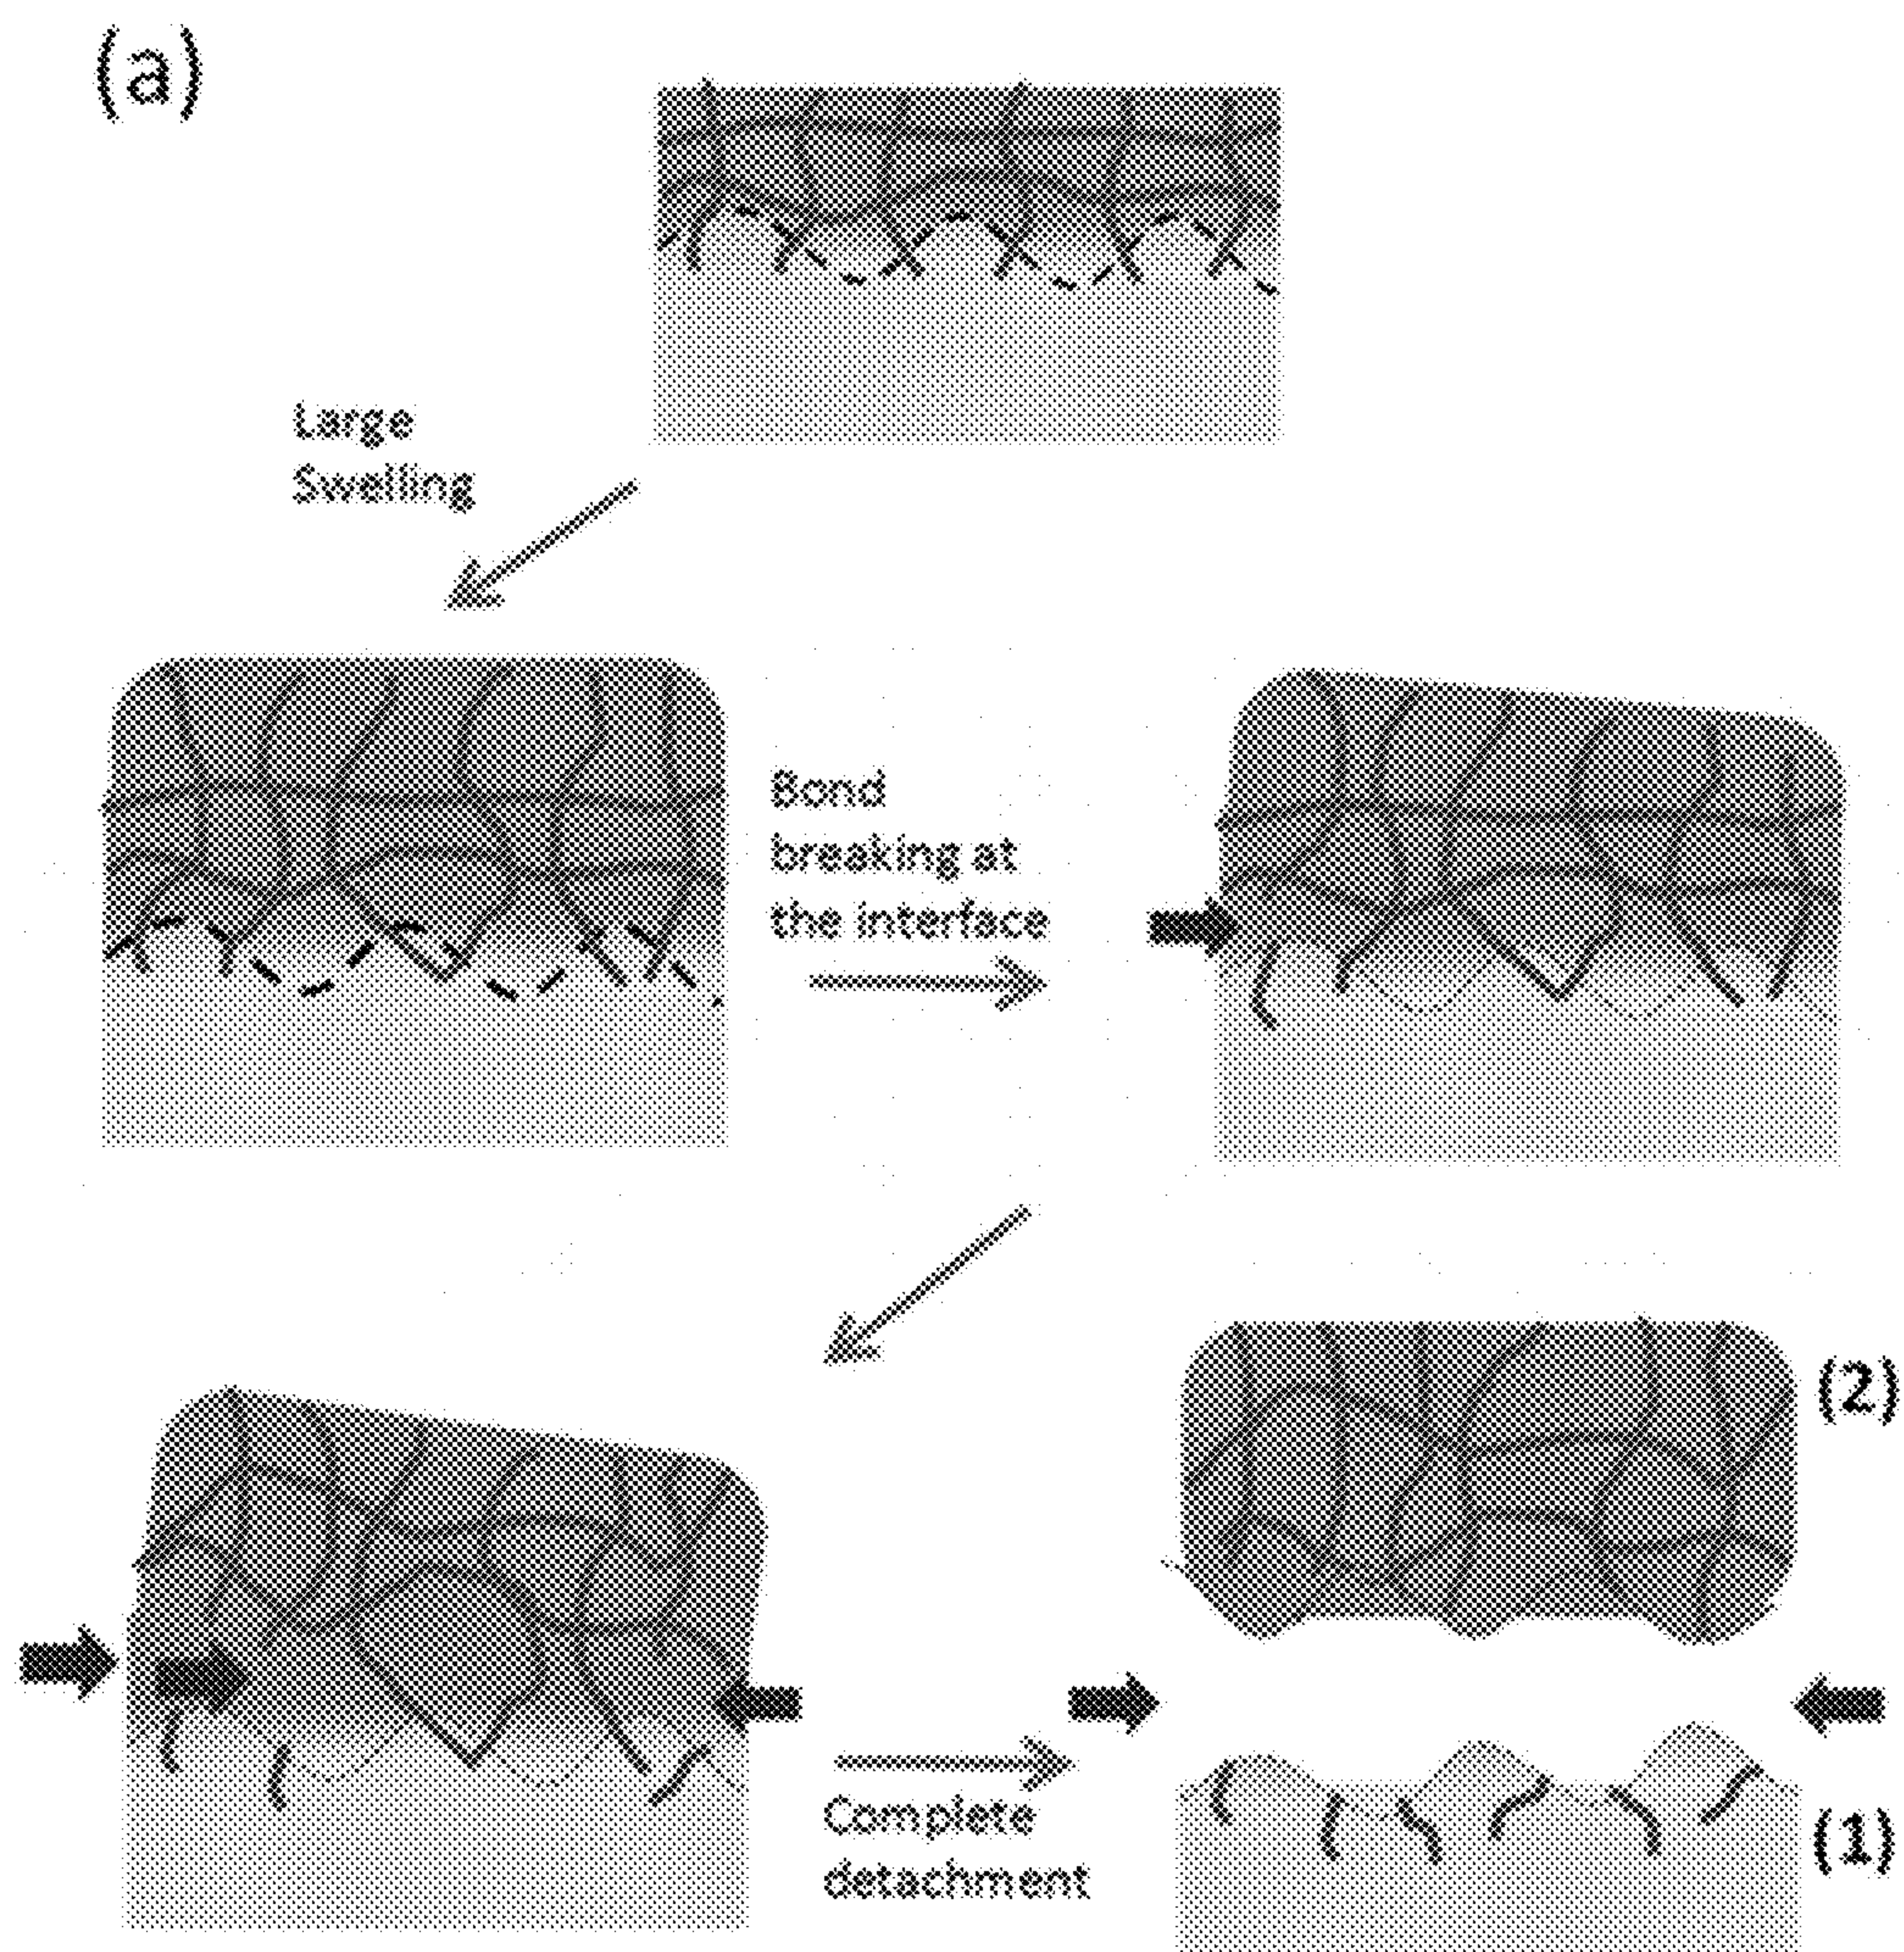 (a)
Large
Swelling
Bond
breaking at
the interface
(2)
Complete
detachment
(1)